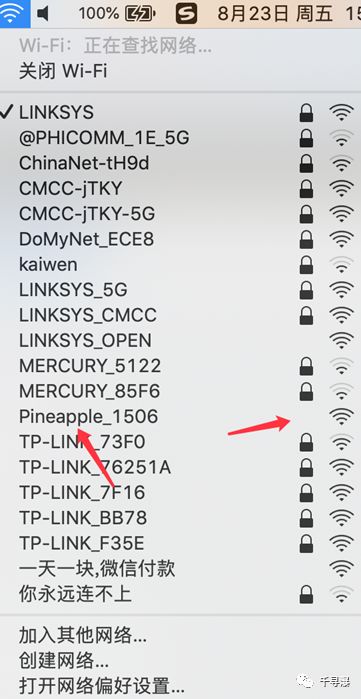 100% S 8月23日 周五 15
Wi-Fi：正在查找网络...
关闭 Wi-Fi
LINKSYS
@PHICOMM_1E_5G
ChinaNet-tH9d
CMCC-jTKY
CMCC-jTKY-5G
DoMyNet_ECE8
kaiwen
LINKSYS_5G
LINKSYS_CMCC
LINKSYS_OPEN
MERCURY_5122
MERCURY_85F6
Pineapple_1506
TP-LINK_73F0
TP-LINK_76251A
TP-LINK_7F16
TP-LINK_BB78
TP-LINK_F35E
一天一块,微信付款
你永远连不上
加入其他网络...
创建网络...
打开网络偏好设置...